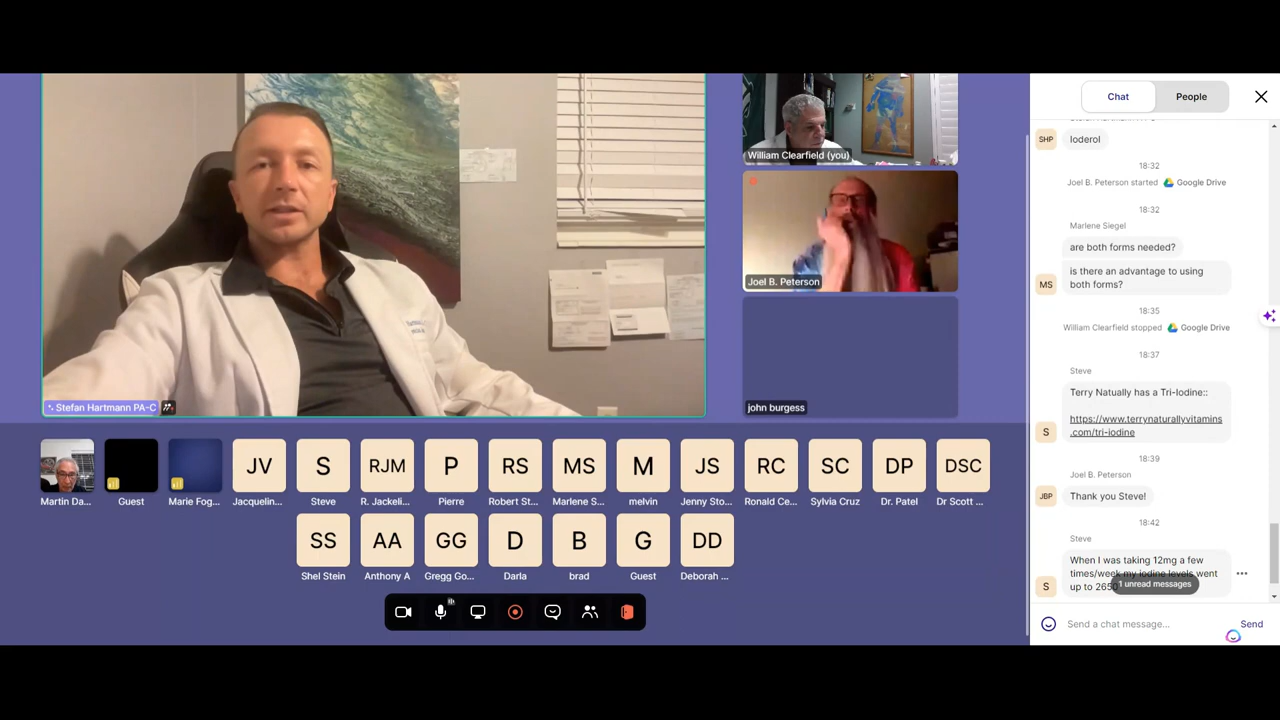 William Clearfield (you)
Joel B. Peterson
john burgess
Stefan Hartmann PA-C
Martin Da...
Guest
Marie Fog...
JV
Jacquelin...
S
Steve
RJM
R. Jackeli...
P
Pierre
RS
Robert St...
MS
Marlene S...
M
melvin
JS
Jenny Sto...
RC
Ronald Ce...
SC
Sylvia Cruz
DP
Dr. Patel
DSC
Dr Scott ...
SS
Shel Stein
AA
Anthony A
GG
Gregg Go...
D
Darla
B
brad
G
Guest
DD
Deborah ...
Chat
People
SHP
Ioderol
18:32
Joel B. Peterson started Google Drive
18:32
Marlene Siegel
are both forms needed?
is there an advantage to using
both forms?
MS
18:35
William Clearfield stopped Google Drive
18:37
Steve
Terry Natually has a Tri-Iodine::
https://www.terrynaturallyvitamins
.com/tri-iodine
S
18:39
Joel B. Peterson
JBP
Thank you Steve!
18:42
Steve
When I was taking 12mg a few
times/week my iodine levels went
up to 265
S
1 unread messages
Send a chat message...
Send